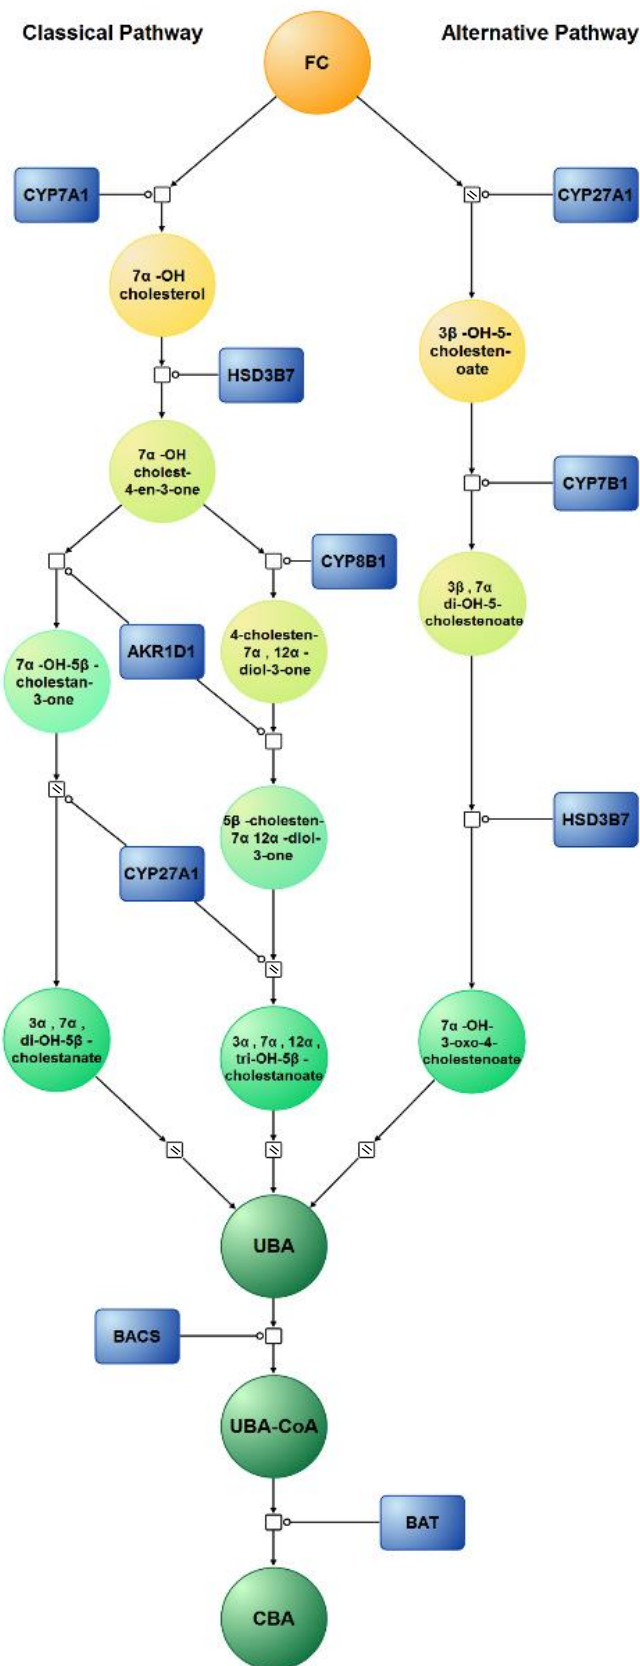 Classical Pathway
Alternative Pathway
FC
CYP7A1
CYP27A1
7α -OH
cholesterol
3β -OH-5-
cholesten-
oate
HSD3B7
7α -OH
cholest-
4-en-3-one
CYP7B1
CYP8B1
3β , 7α
di-OH-5-
cholestenoate
AKR1D1
4-cholesten-
7α , 12α -
diol-3-one
7α -OH-5β -
cholestan-
3-one
HSD3B7
5β -cholesten-
7α 12α -diol-
3-one
CYP27A1
3α , 7α ,
di-OH-5β -
cholestanate
3α , 7α , 12α ,
tri-OH-5β -
cholestanoate
7α -OH-
3-oxo-4-
cholestenoate
UBA
BACS
UBA-CoA
BAT
CBA